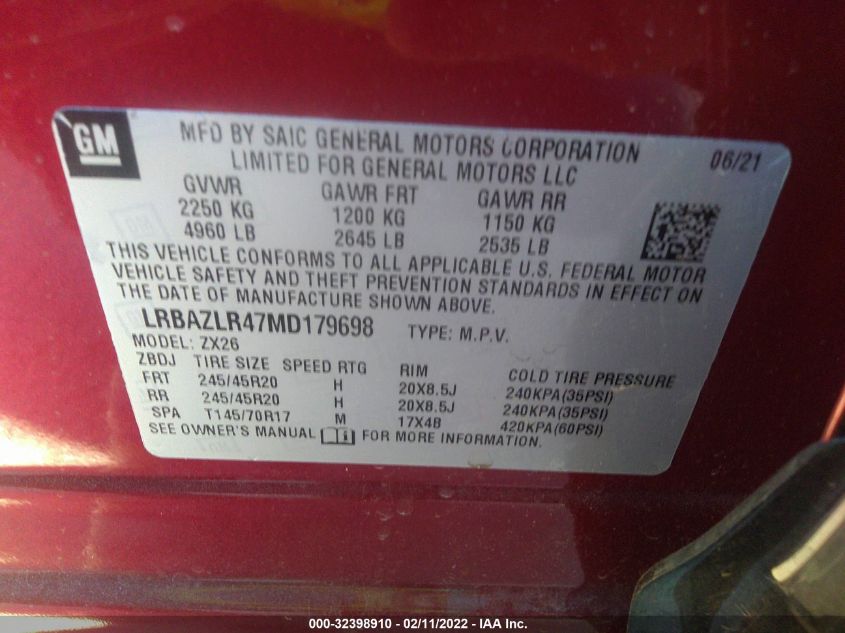 GM
MFD BY SAIC GENERAL MOTORS CORPORATION 06/21
LIMITED FOR GENERAL MOTORS LLC
GVWR GAWR FRT GAWR RR
2250 KG 1200 KG 1150 KG
4960 LB 2645 LB 2535 LB
THIS VEHICLE CONFORMS TO ALL APPLICABLE U.S. FEDERAL MOTOR
VEHICLE SAFETY AND THEFT PREVENTION STANDARDS IN EFFECT ON
THE DATE OF MANUFACTURE SHOWN ABOVE.
LRBAZLR47MD179698 TYPE: M.P.V.
MODEL: ZX26
ZBDJ TIRE SIZE SPEED RTG RIM COLD TIRE PRESSURE
FRT 245/45R20 H 20X8.5J 240KPA(35PSI)
RR 245/45R20 H 20X8.5J 240KPA(35PSI)
SPA T145/70R17 M 17X4B 420KPA(60PSI)
SEE OWNER'S MANUAL FOR MORE INFORMATION.
000-32398910 - 02/11/2022 - IAA Inc.